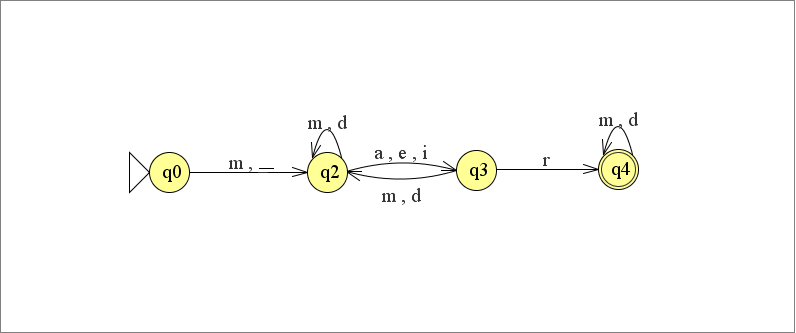 m , d
m , d
m , _
a , e , i
r
q0
q2
q3
q4
m , d